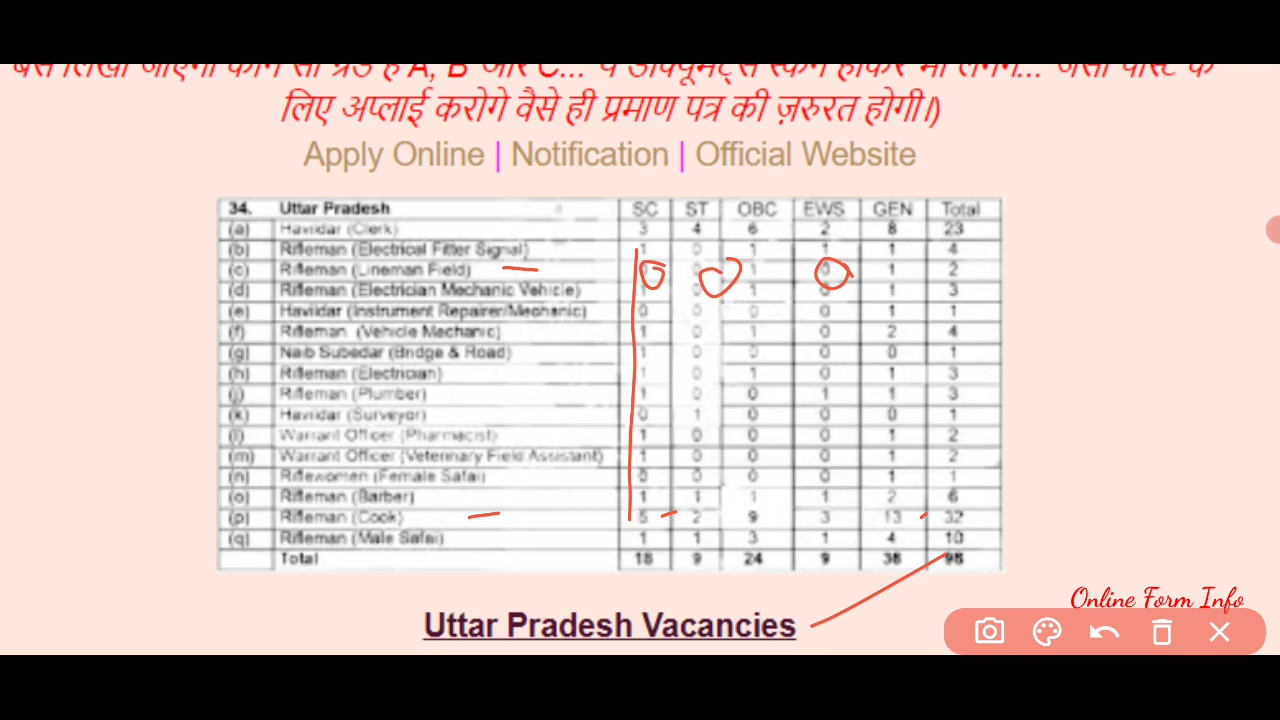 लिए अप्लाई करोगे वैसे ही प्रमाण पत्र की ज़रुरत होगी।)
Apply Online | Notification | Official Website
34. Uttar Pradesh SC ST OBC EWS GEN Total
(a) Havildar (Clerk) 3 4 6 2 8 23
(b) Rifleman (Electrical Fitter Signal) 1 0 1 1 1 4
(c) Rifleman (Lineman Field) 0 0 1 0 1 2
(d) Rifleman (Electrician Mechanic Vehicle) 1 0 1 0 1 3
(e) Havildar (Instrument Repairer/Mechanic) 0 0 0 0 1 1
(f) Rifleman (Vehicle Mechanic) 1 0 1 0 2 4
(g) Naib Subedar (Bridge & Road) 1 0 0 0 0 1
(h) Rifleman (Electrician) 1 0 1 0 1 3
(j) Rifleman (Plumber) 1 0 0 1 1 3
(k) Havildar (Surveyor) 0 1 0 0 0 1
(l) Warrant Officer (Pharmacist) 1 0 0 0 1 2
(m) Warrant Officer (Veterinary Field Assistant) 1 0 0 0 1 2
(n) Riflewomen (Female Safai) 0 0 0 0 1 1
(o) Rifleman (Barber) 1 1 1 1 2 6
(p) Rifleman (Cook) 5 2 9 3 13 32
(q) Rifleman (Male Safai) 1 1 3 1 4 10
Total 18 9 24 9 38 98
Uttar Pradesh Vacancies
Online Form Info